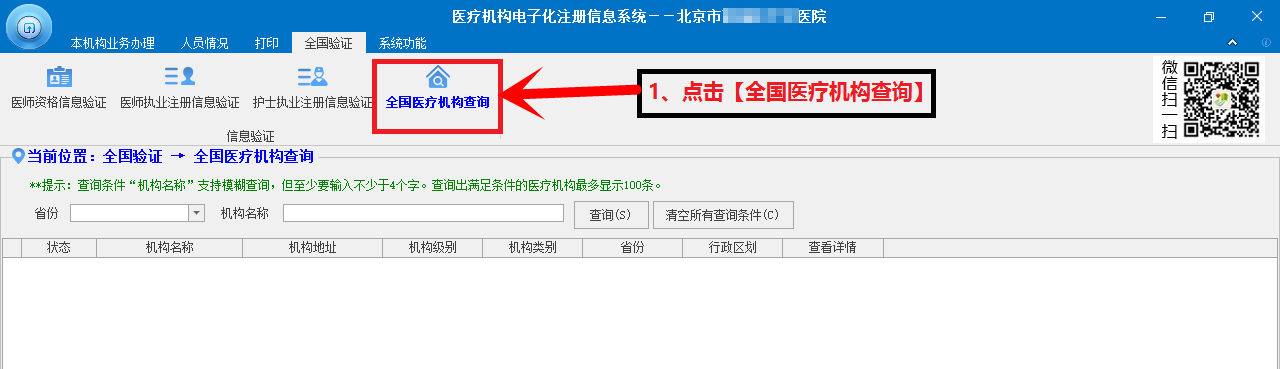 医疗机构电子化注册信息系统－－北京市
医院
本机构业务办理 人员情况 打印 全国验证 系统功能
医师资格信息验证 医师执业注册信息验证 护士执业注册信息验证 全国医疗机构查询
1、点击【全国医疗机构查询】
微信扫一扫
信息验证
当前位置：全国验证 → 全国医疗机构查询
**提示：查询条件“机构名称”支持模糊查询，但至少要输入不少于4个字。查询出满足条件的医疗机构最多显示100条。
省份 机构名称 查询(S) 清空所有查询条件(C)
状态 机构名称 机构地址 机构级别 机构类别 省份 行政区划 查看详情